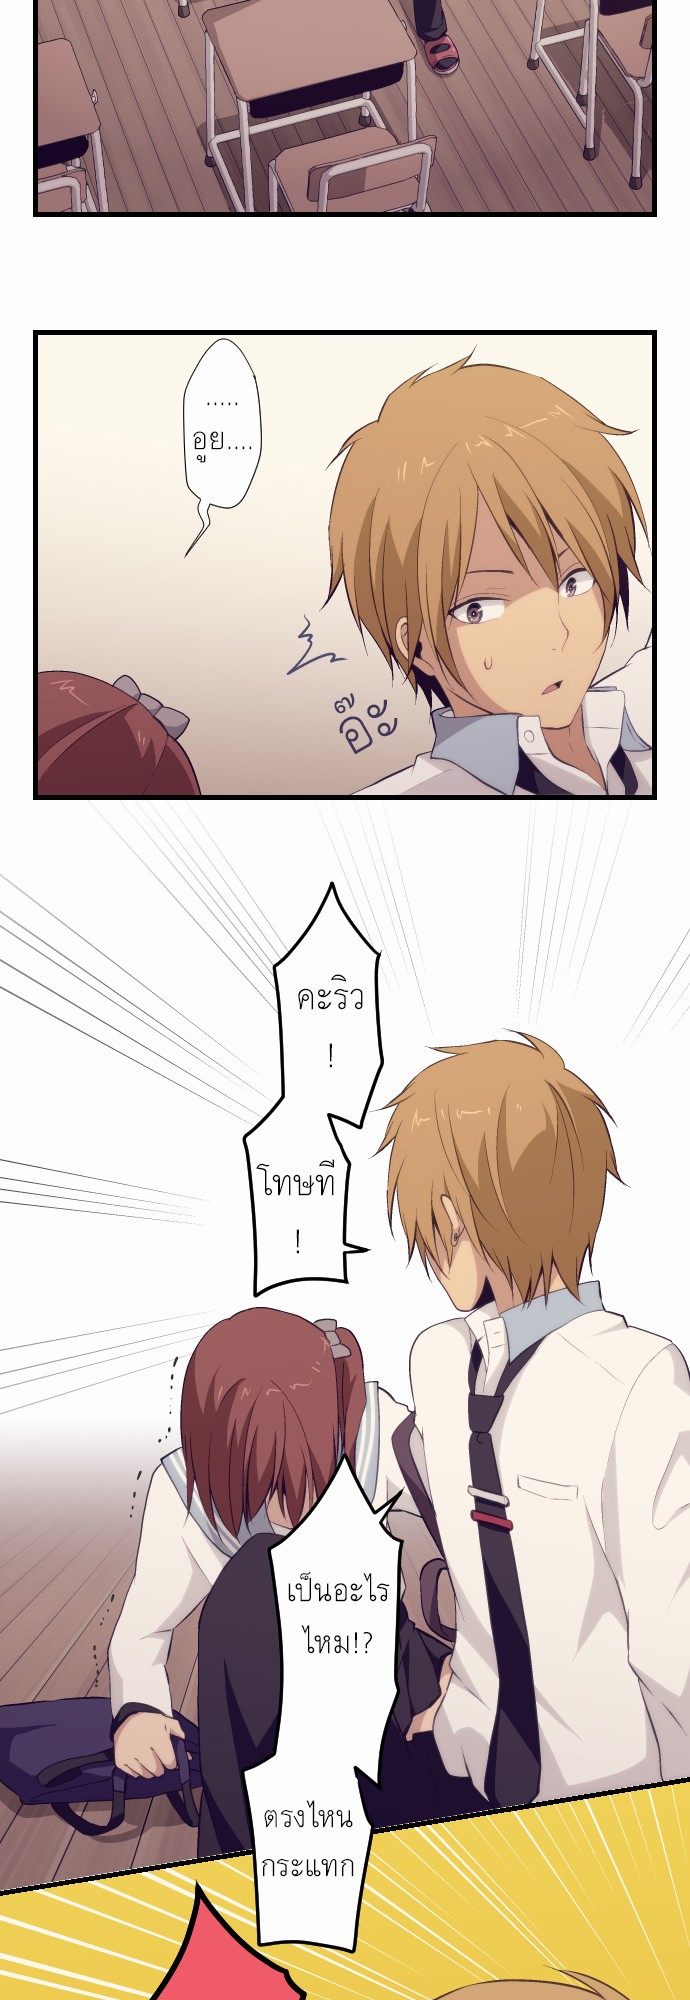 .....
อูย....
อ๊ะ
คะริว
!
โทษที
!
เป็นอะไร
ไหม!?
ตรงไหน
กระแทก